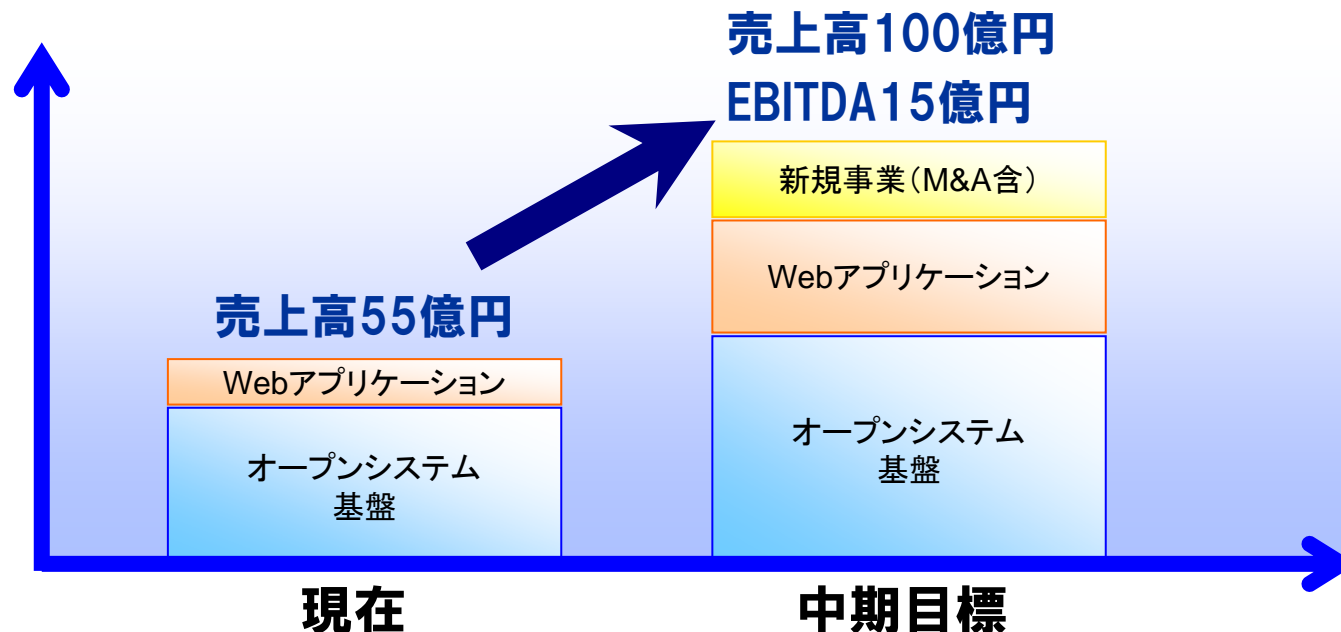 売上高100億円
EBITDA15億円
新規事業(M&A含)
Webアプリケーション
オープンシステム
基盤
売上高55億円
Webアプリケーション
オープンシステム
基盤
現在
中期目標